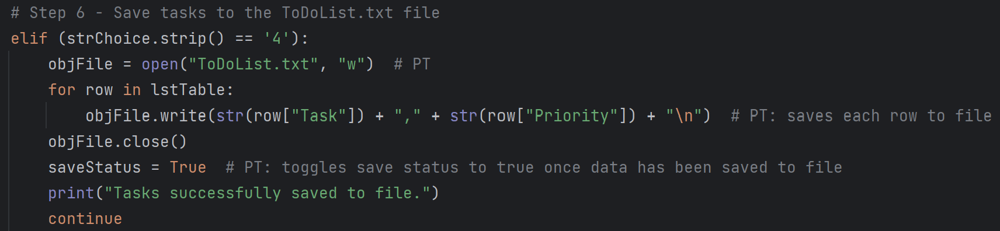 # Step 6 - Save tasks to the ToDoList.txt file
elif (strChoice.strip() == '4'):
    objFile = open("ToDoList.txt", "w")  # PT
    for row in lstTable:
        objFile.write(str(row["Task"]) + "," + str(row["Priority"]) + "\n")  # PT: saves each row to file
    objFile.close()
    saveStatus = True  # PT: toggles save status to true once data has been saved to file
    print("Tasks successfully saved to file.")
    continue